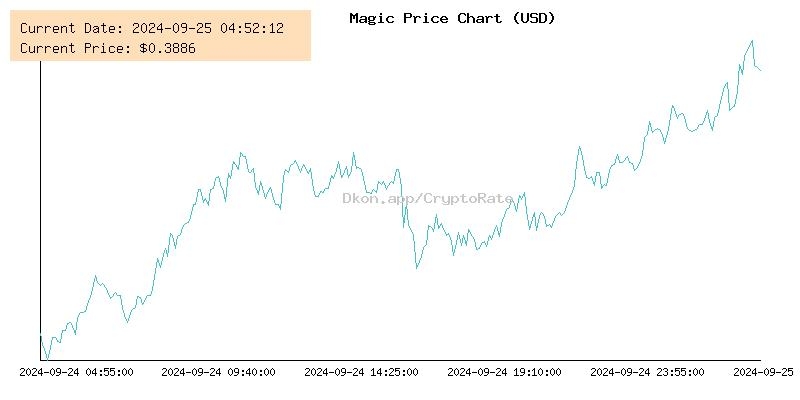 Magic Price Chart (USD)
Current Date: 2024-09-25 04:52:12
Current Price: $0.3886
Dkon.app/CryptoRate
2024-09-24 04:55:00 2024-09-24 09:40:00 2024-09-24 14:25:00 2024-09-24 19:10:00 2024-09-24 23:55:00 2024-09-25